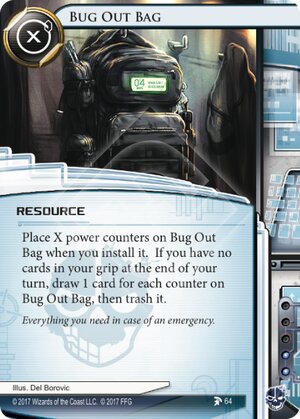 BUG OUT BAG
X
04
RESOURCE
Place X power counters on Bug Out
Bag when you install it. If you have no
cards in your grip at the end of your
turn, draw 1 card for each counter on
Bug Out Bag, then trash it.
Everything you need in case of an emergency.
Illus. Del Borovic
© 2017 Wizards of the Coast LLC. © 2017 FFG
64